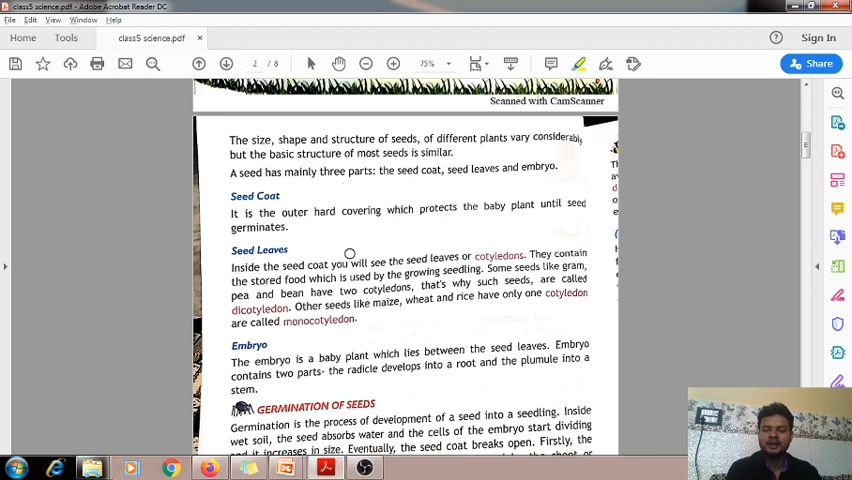 class5 science.pdf - Adobe Acrobat Reader DC
File Edit View Window Help
Home Tools class5 science.pdf × Sign In
2 / 8 75% Share
Scanned with CamScanner
The size, shape and structure of seeds, of different plants vary considerably
but the basic structure of most seeds is similar.
A seed has mainly three parts: the seed coat, seed leaves and embryo.
Seed Coat
It is the outer hard covering which protects the baby plant until seed
germinates.
Seed Leaves
Inside the seed coat you will see the seed leaves or cotyledons. They contain
the stored food which is used by the growing seedling. Some seeds like gram,
pea and bean have two cotyledons, that's why such seeds, are called
dicotyledon. Other seeds like maize, wheat and rice have only one cotyledon
are called monocotyledon.
Embryo
The embryo is a baby plant which lies between the seed leaves. Embryo
contains two parts- the radicle develops into a root and the plumule into a
stem.
GERMINATION OF SEEDS
Germination is the process of development of a seed into a seedling. Inside
wet soil, the seed absorbs water and the cells of the embryo start dividing
and it increases in size. Eventually, the seed coat breaks open. Firstly, the